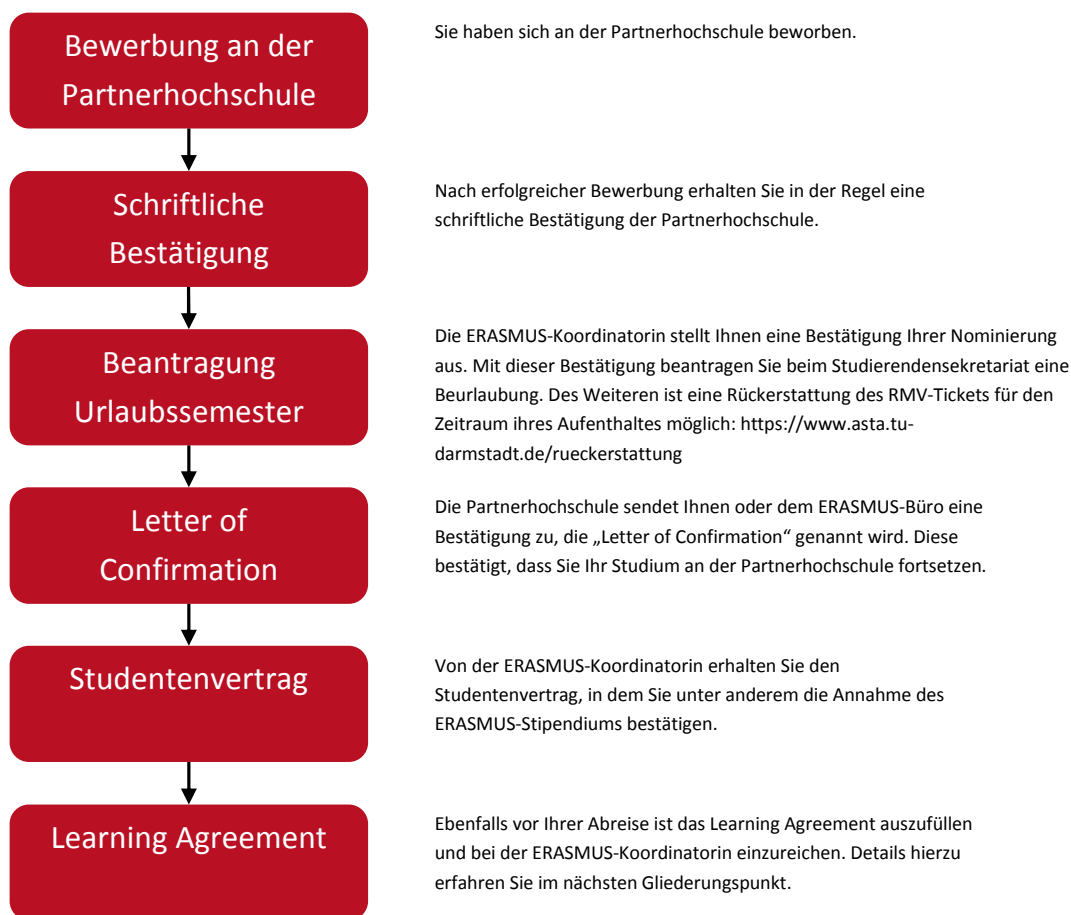 Bewerbung an der
Partnerhochschule
Sie haben sich an der Partnerhochschule beworben.
Schriftliche
Bestätigung
Nach erfolgreicher Bewerbung erhalten Sie in der Regel eine
schriftliche Bestätigung der Partnerhochschule.
Beantragung
Urlaubssemester
Die ERASMUS-Koordinatorin stellt Ihnen eine Bestätigung Ihrer Nominierung
aus. Mit dieser Bestätigung beantragen Sie beim Studierendensekretariat eine
Beurlaubung. Des Weiteren ist eine Rückerstattung des RMV-Tickets für den
Zeitraum ihres Aufenthaltes möglich: https://www.asta.tu-
darmstadt.de/rueckerstattung
Letter of
Confirmation
Die Partnerhochschule sendet Ihnen oder dem ERASMUS-Büro eine
Bestätigung zu, die „Letter of Confirmation“ genannt wird. Diese
bestätigt, dass Sie Ihr Studium an der Partnerhochschule fortsetzen.
Studentenvertrag
Von der ERASMUS-Koordinatorin erhalten Sie den
Studentenvertrag, in dem Sie unter anderem die Annahme des
ERASMUS-Stipendiums bestätigen.
Learning Agreement
Ebenfalls vor Ihrer Abreise ist das Learning Agreement auszufüllen
und bei der ERASMUS-Koordinatorin einzureichen. Details hierzu
erfahren Sie im nächsten Gliederungspunkt.